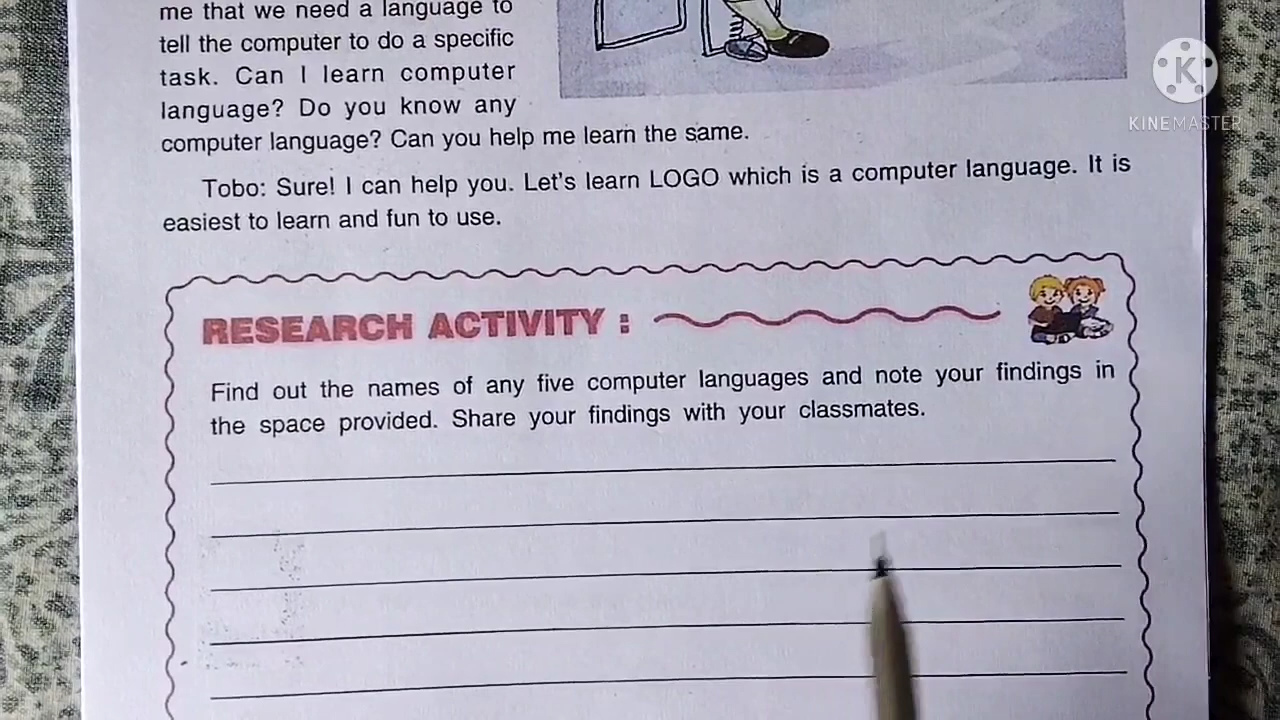 me that we need a language to
tell the computer to do a specific
task. Can I learn computer
language? Do you know any
computer language? Can you help me learn the same.
Tobo: Sure! I can help you. Let's learn LOGO which is a computer language. It is
easiest to learn and fun to use.
RESEARCH ACTIVITY :
Find out the names of any five computer languages and note your findings in
the space provided. Share your findings with your classmates.
K
KINEMASTER